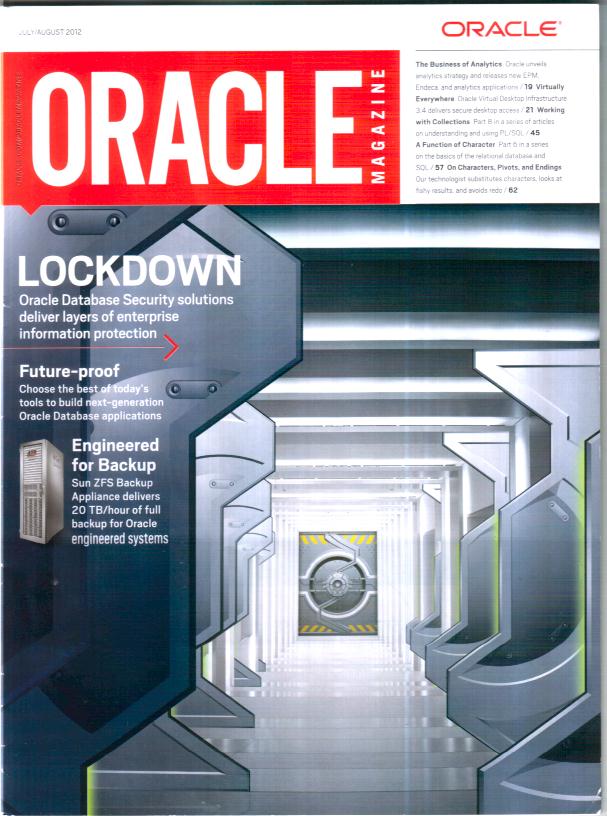 JULY/AUGUST 2012
ORACLE
ORACLE
MAGAZINE
The Business of Analytics Oracle unveils
analytics strategy and releases new EPM,
Endeca, and analytics applications / 19 Virtually
Everywhere Oracle Virtual Desktop Infrastructure
3.4 delivers secure desktop access / 21 Working
with Collections Part 8 in a series of articles
on understanding and using PL/SQL / 45
A Function of Character Part 6 in a series
on the basics of the relational database and
SQL / 57 On Characters, Pivots, and Endings
Our technologist substitutes characters, looks at
fishy results, and avoids redo / 62
LOCKDOWN
Oracle Database Security solutions
deliver layers of enterprise
information protection
Future-proof
Choose the best of today's
tools to build next-generation
Oracle Database applications
Engineered
for Backup
Sun ZFS Backup
Appliance delivers
20 TB/hour of full
backup for Oracle
engineered systems